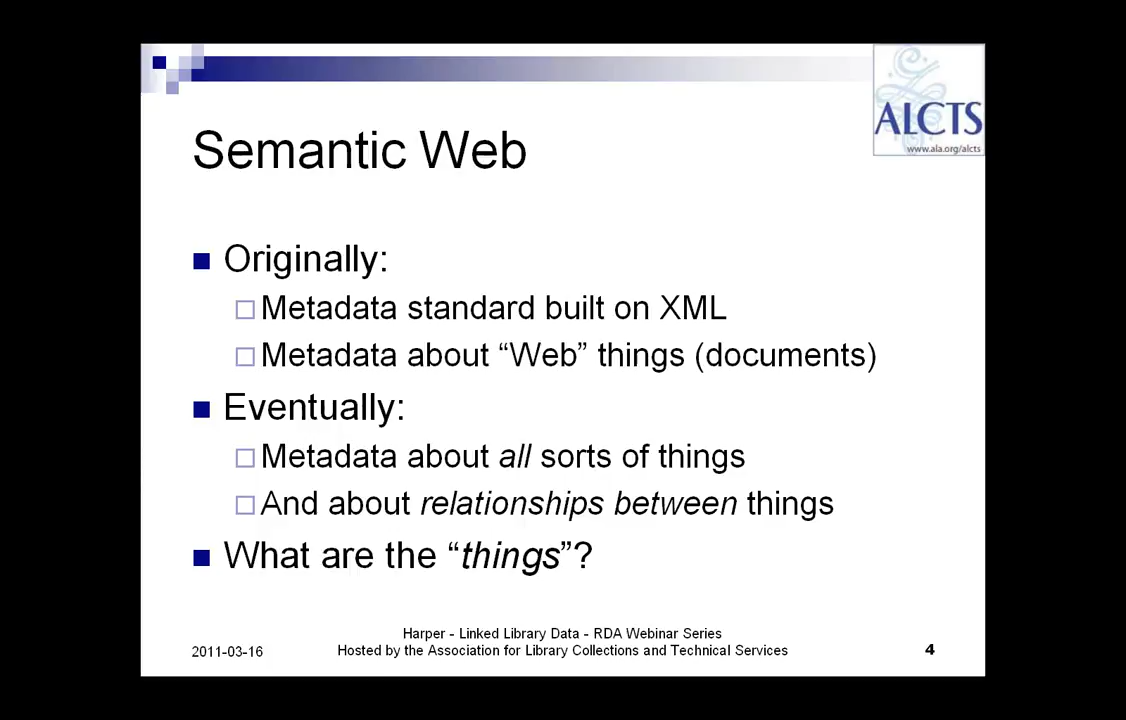 ALCTS
www.ala.org/alcts
Semantic Web
Originally:
Metadata standard built on XML
Metadata about “Web” things (documents)
Eventually:
Metadata about all sorts of things
And about relationships between things
What are the “things”?
Harper - Linked Library Data - RDA Webinar Series
2011-03-16
Hosted by the Association for Library Collections and Technical Services
4